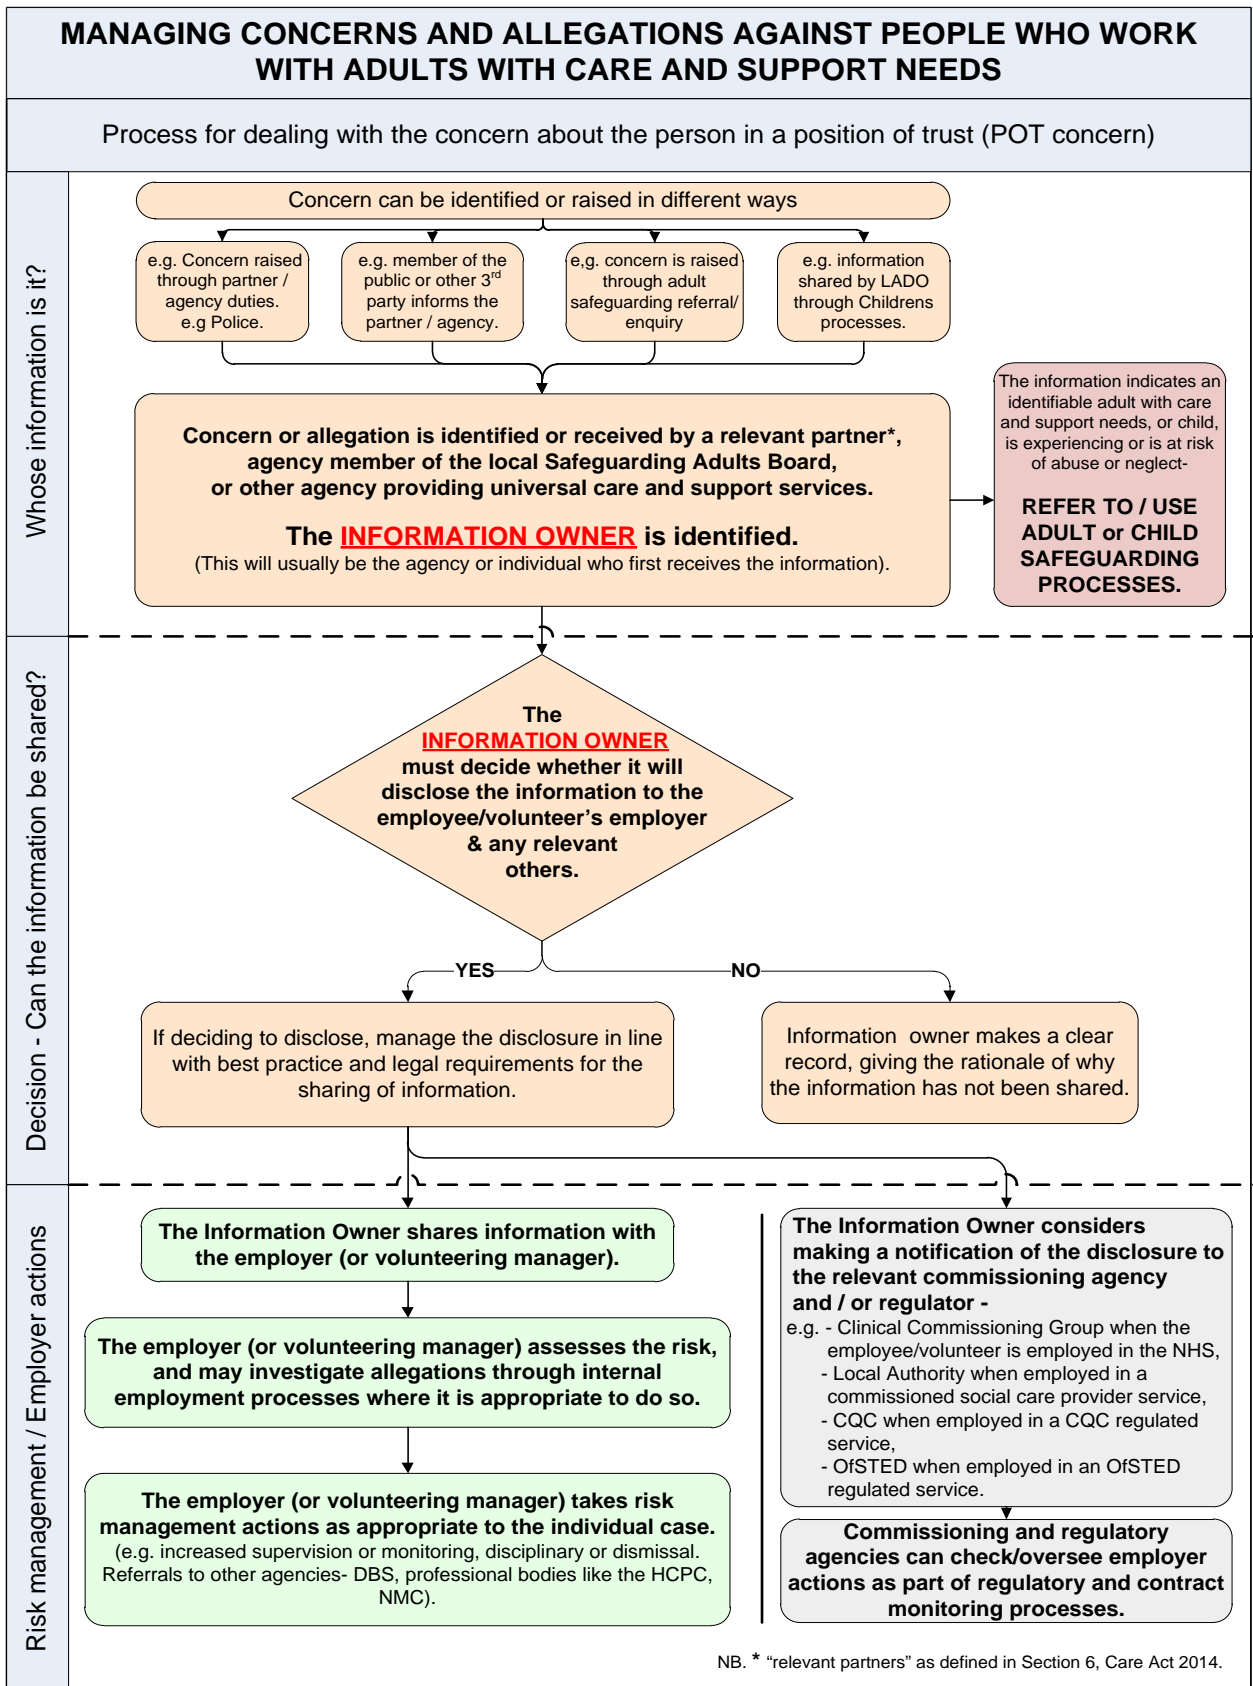 MANAGING CONCERNS AND ALLEGATIONS AGAINST PEOPLE WHO WORK
WITH ADULTS WITH CARE AND SUPPORT NEEDS
Process for dealing with the concern about the person in a position of trust (POT concern)
Whose information is it?
Concern can be identified or raised in different ways
e.g. Concern raised
through partner /
agency duties.
e.g Police.
e.g. member of the
public or other 3rd
party informs the
partner / agency.
e,g. concern is raised
through adult
safeguarding referral/
enquiry
e.g. information
shared by LADO
through Childrens
processes.
Concern or allegation is identified or received by a relevant partner*,
agency member of the local Safeguarding Adults Board,
or other agency providing universal care and support services.
The INFORMATION OWNER is identified.
(This will usually be the agency or individual who first receives the information).
The information indicates an
identifiable adult with care
and support needs, or child,
is experiencing or is at risk
of abuse or neglect-
REFER TO / USE
ADULT or CHILD
SAFEGUARDING
PROCESSES.
Decision - Can the information be shared?
The
INFORMATION OWNER
must decide whether it will
disclose the information to the
employee/volunteer's employer
& any relevant
others.
YES
NO
If deciding to disclose, manage the disclosure in line
with best practice and legal requirements for the
sharing of information.
Information owner makes a clear
record, giving the rationale of why
the information has not been shared.
Risk management / Employer actions
The Information Owner shares information with
the employer (or volunteering manager).
The employer (or volunteering manager) assesses the risk,
and may investigate allegations through internal
employment processes where it is appropriate to do so.
The employer (or volunteering manager) takes risk
management actions as appropriate to the individual case.
(e.g. increased supervision or monitoring, disciplinary or dismissal.
Referrals to other agencies- DBS, professional bodies like the HCPC,
NMC).
The Information Owner considers
making a notification of the disclosure to
the relevant commissioning agency
and / or regulator -
e.g. - Clinical Commissioning Group when the
employee/volunteer is employed in the NHS,
- Local Authority when employed in a
commissioned social care provider service,
- CQC when employed in a CQC regulated
service,
- OfSTED when employed in an OfSTED
regulated service.
Commissioning and regulatory
agencies can check/oversee employer
actions as part of regulatory and contract
monitoring processes.
NB. * “relevant partners” as defined in Section 6, Care Act 2014.